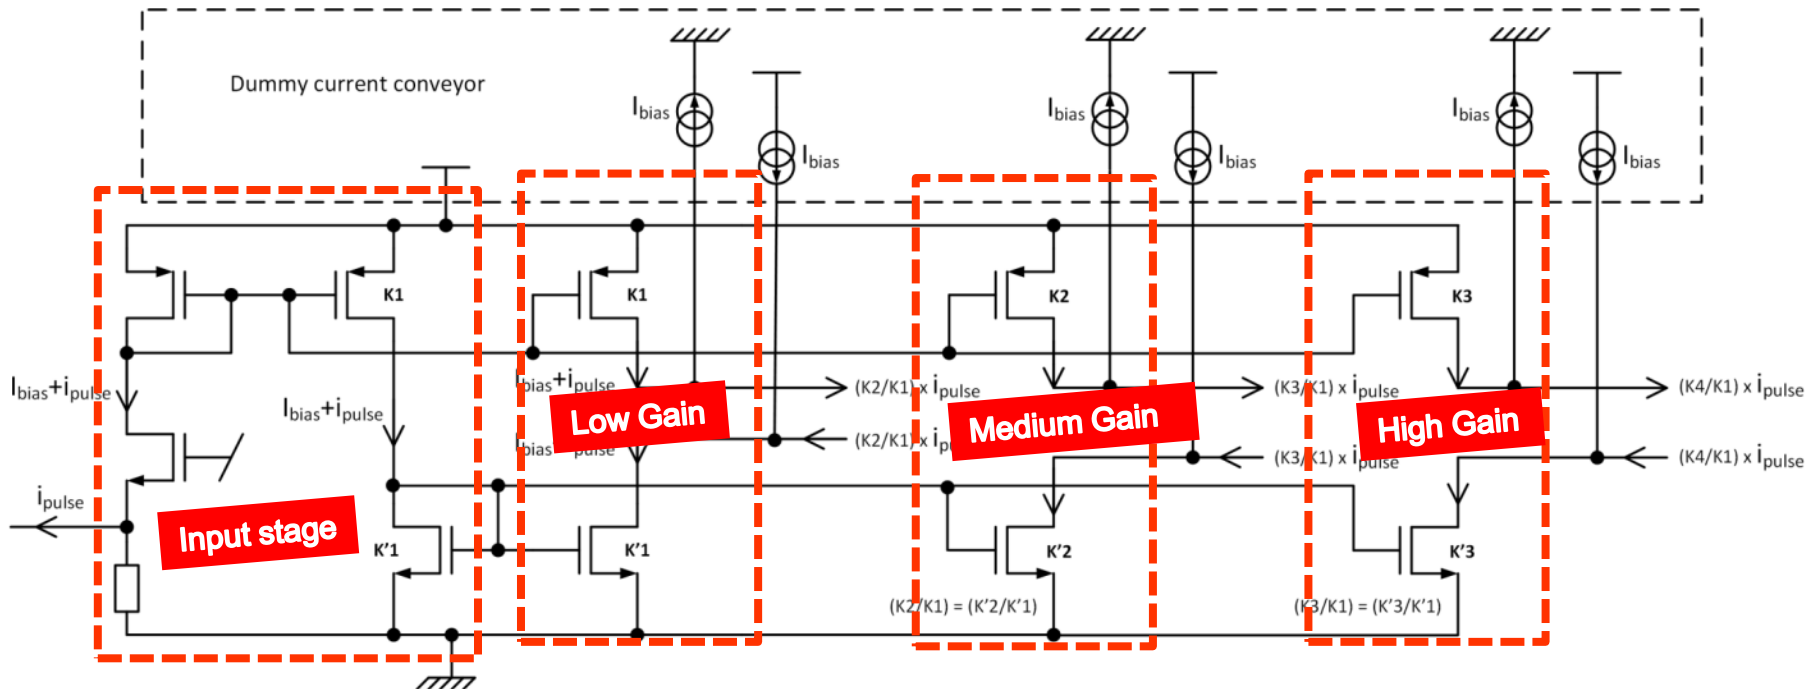 Dummy current conveyor
Ibias
Ibias
Ibias
Ibias
Ibias
Ibias
K1
K1
K2
K3
Ibias+ipulse
Ibias+ipulse
Ibias+ipulse
(K2/K1) x ipulse
(K3/K1) x ipulse
(K4/K1) x ipulse
Low Gain
Medium Gain
High Gain
(K2/K1) x
(K3/K1) x ipulse
(K4/K1) x ipulse
ipulse
Input stage
K'1
K'1
K'2
K'3
(K2/K1) = (K'2/K'1)
(K3/K1) = (K'3/K'1)